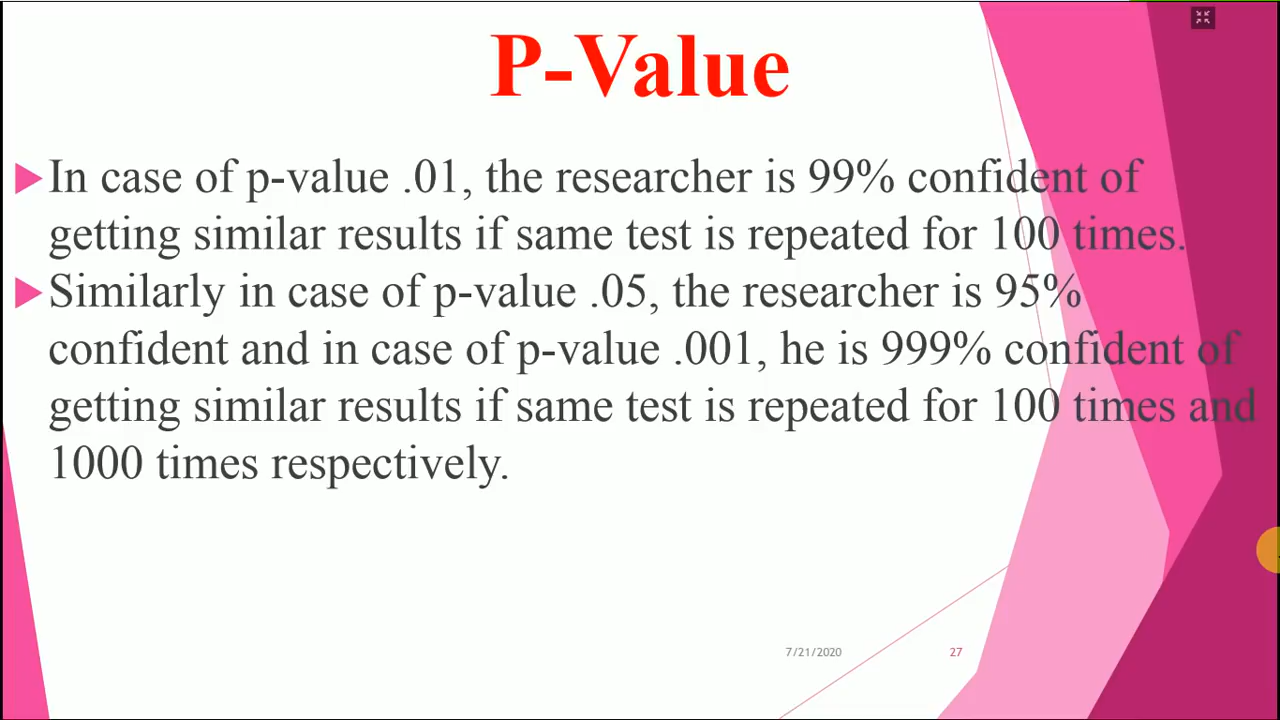 P-Value
In case of p-value .01, the researcher is 99% confident of
getting similar results if same test is repeated for 100 times.
Similarly in case of p-value .05, the researcher is 95%
confident and in case of p-value .001, he is 999% confident of
getting similar results if same test is repeated for 100 times and
1000 times respectively.
7/21/2020 27